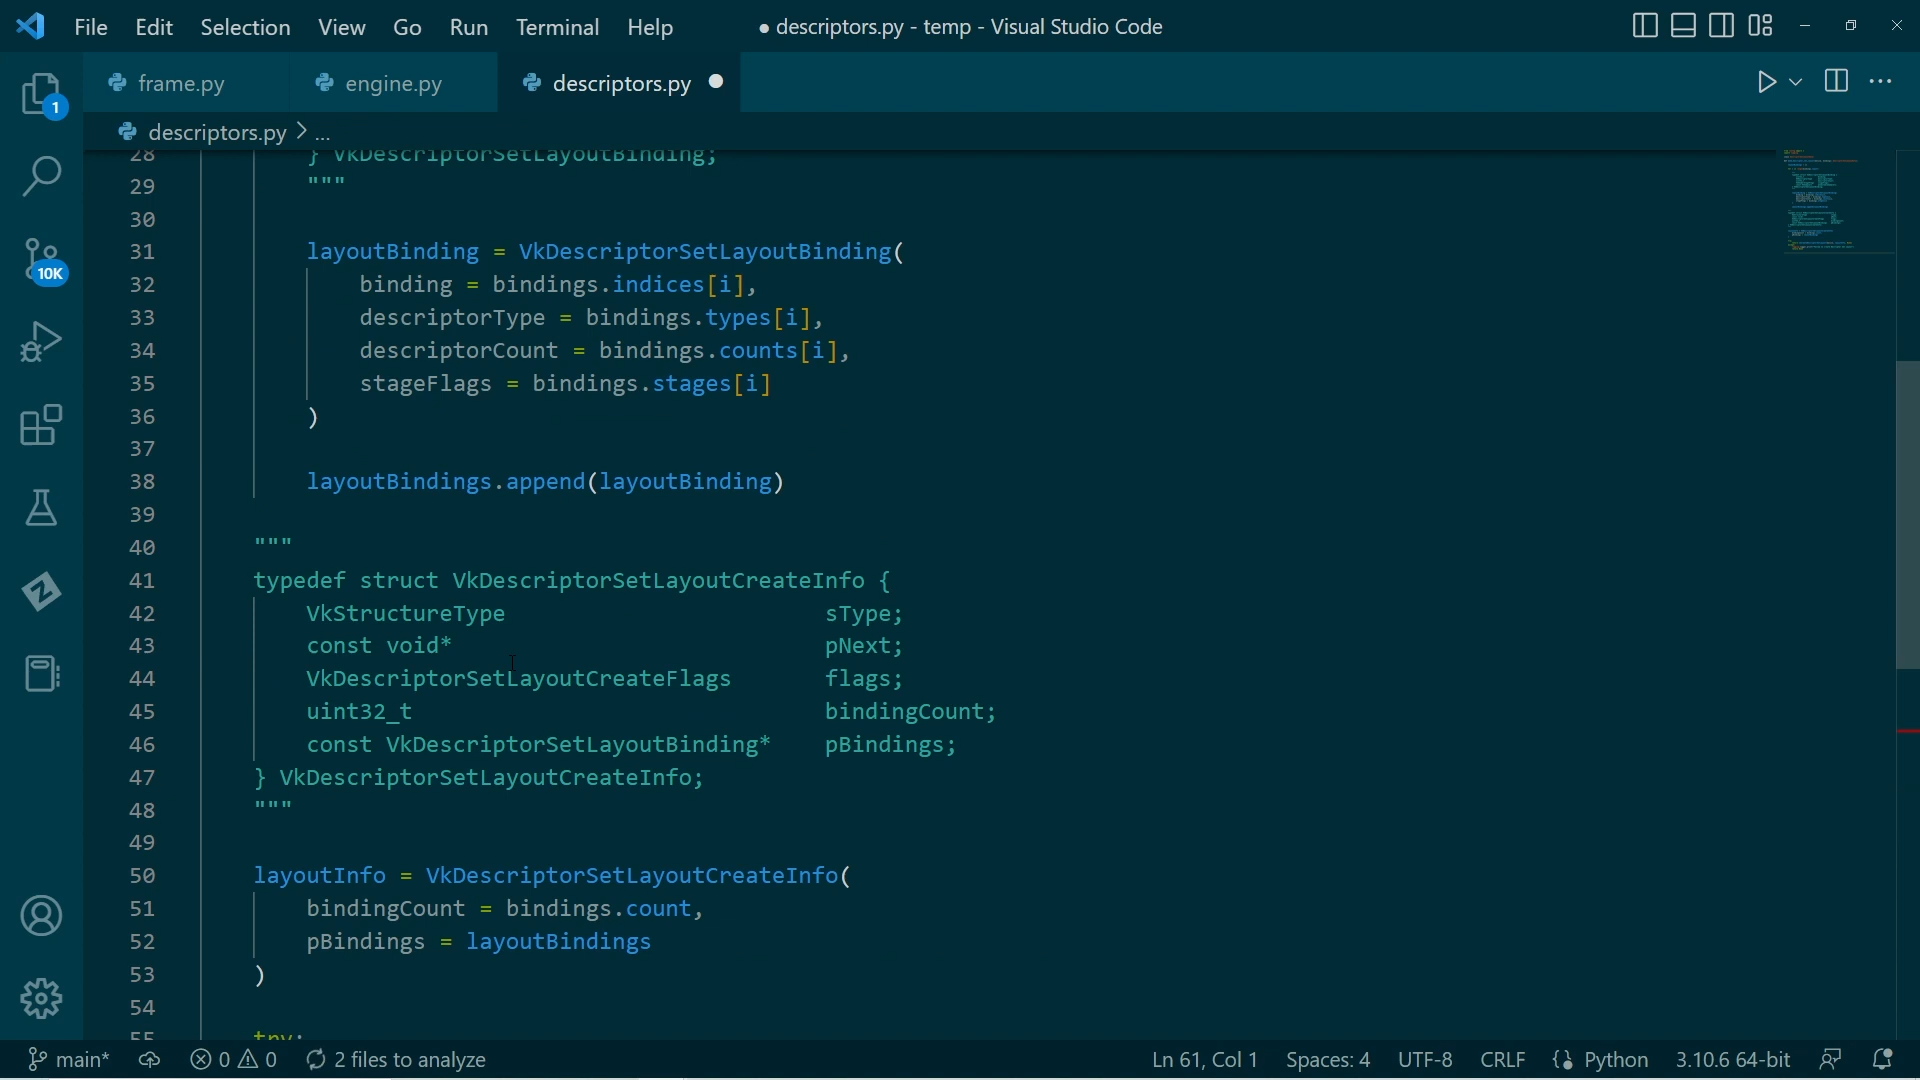 File Edit Selection View Go Run Terminal Help ● descriptors.py - temp - Visual Studio Code
frame.py engine.py descriptors.py ●
descriptors.py > ...
1
10K
28 } VkDescriptorSetLayoutBinding;
29 """
30
31 layoutBinding = VkDescriptorSetLayoutBinding(
32 binding = bindings.indices[i],
33 descriptorType = bindings.types[i],
34 descriptorCount = bindings.counts[i],
35 stageFlags = bindings.stages[i]
36 )
37
38 layoutBindings.append(layoutBinding)
39
40 """
41 typedef struct VkDescriptorSetLayoutCreateInfo {
42 VkStructureType sType;
43 const void* pNext;
44 VkDescriptorSetLayoutCreateFlags flags;
45 uint32_t bindingCount;
46 const VkDescriptorSetLayoutBinding* pBindings;
47 } VkDescriptorSetLayoutCreateInfo;
48 """
49
50 layoutInfo = VkDescriptorSetLayoutCreateInfo(
51 bindingCount = bindings.count,
52 pBindings = layoutBindings
53 )
54
55 try:
main* 0 0 2 files to analyze Ln 61, Col 1 Spaces: 4 UTF-8 CRLF {} Python 3.10.6 64-bit